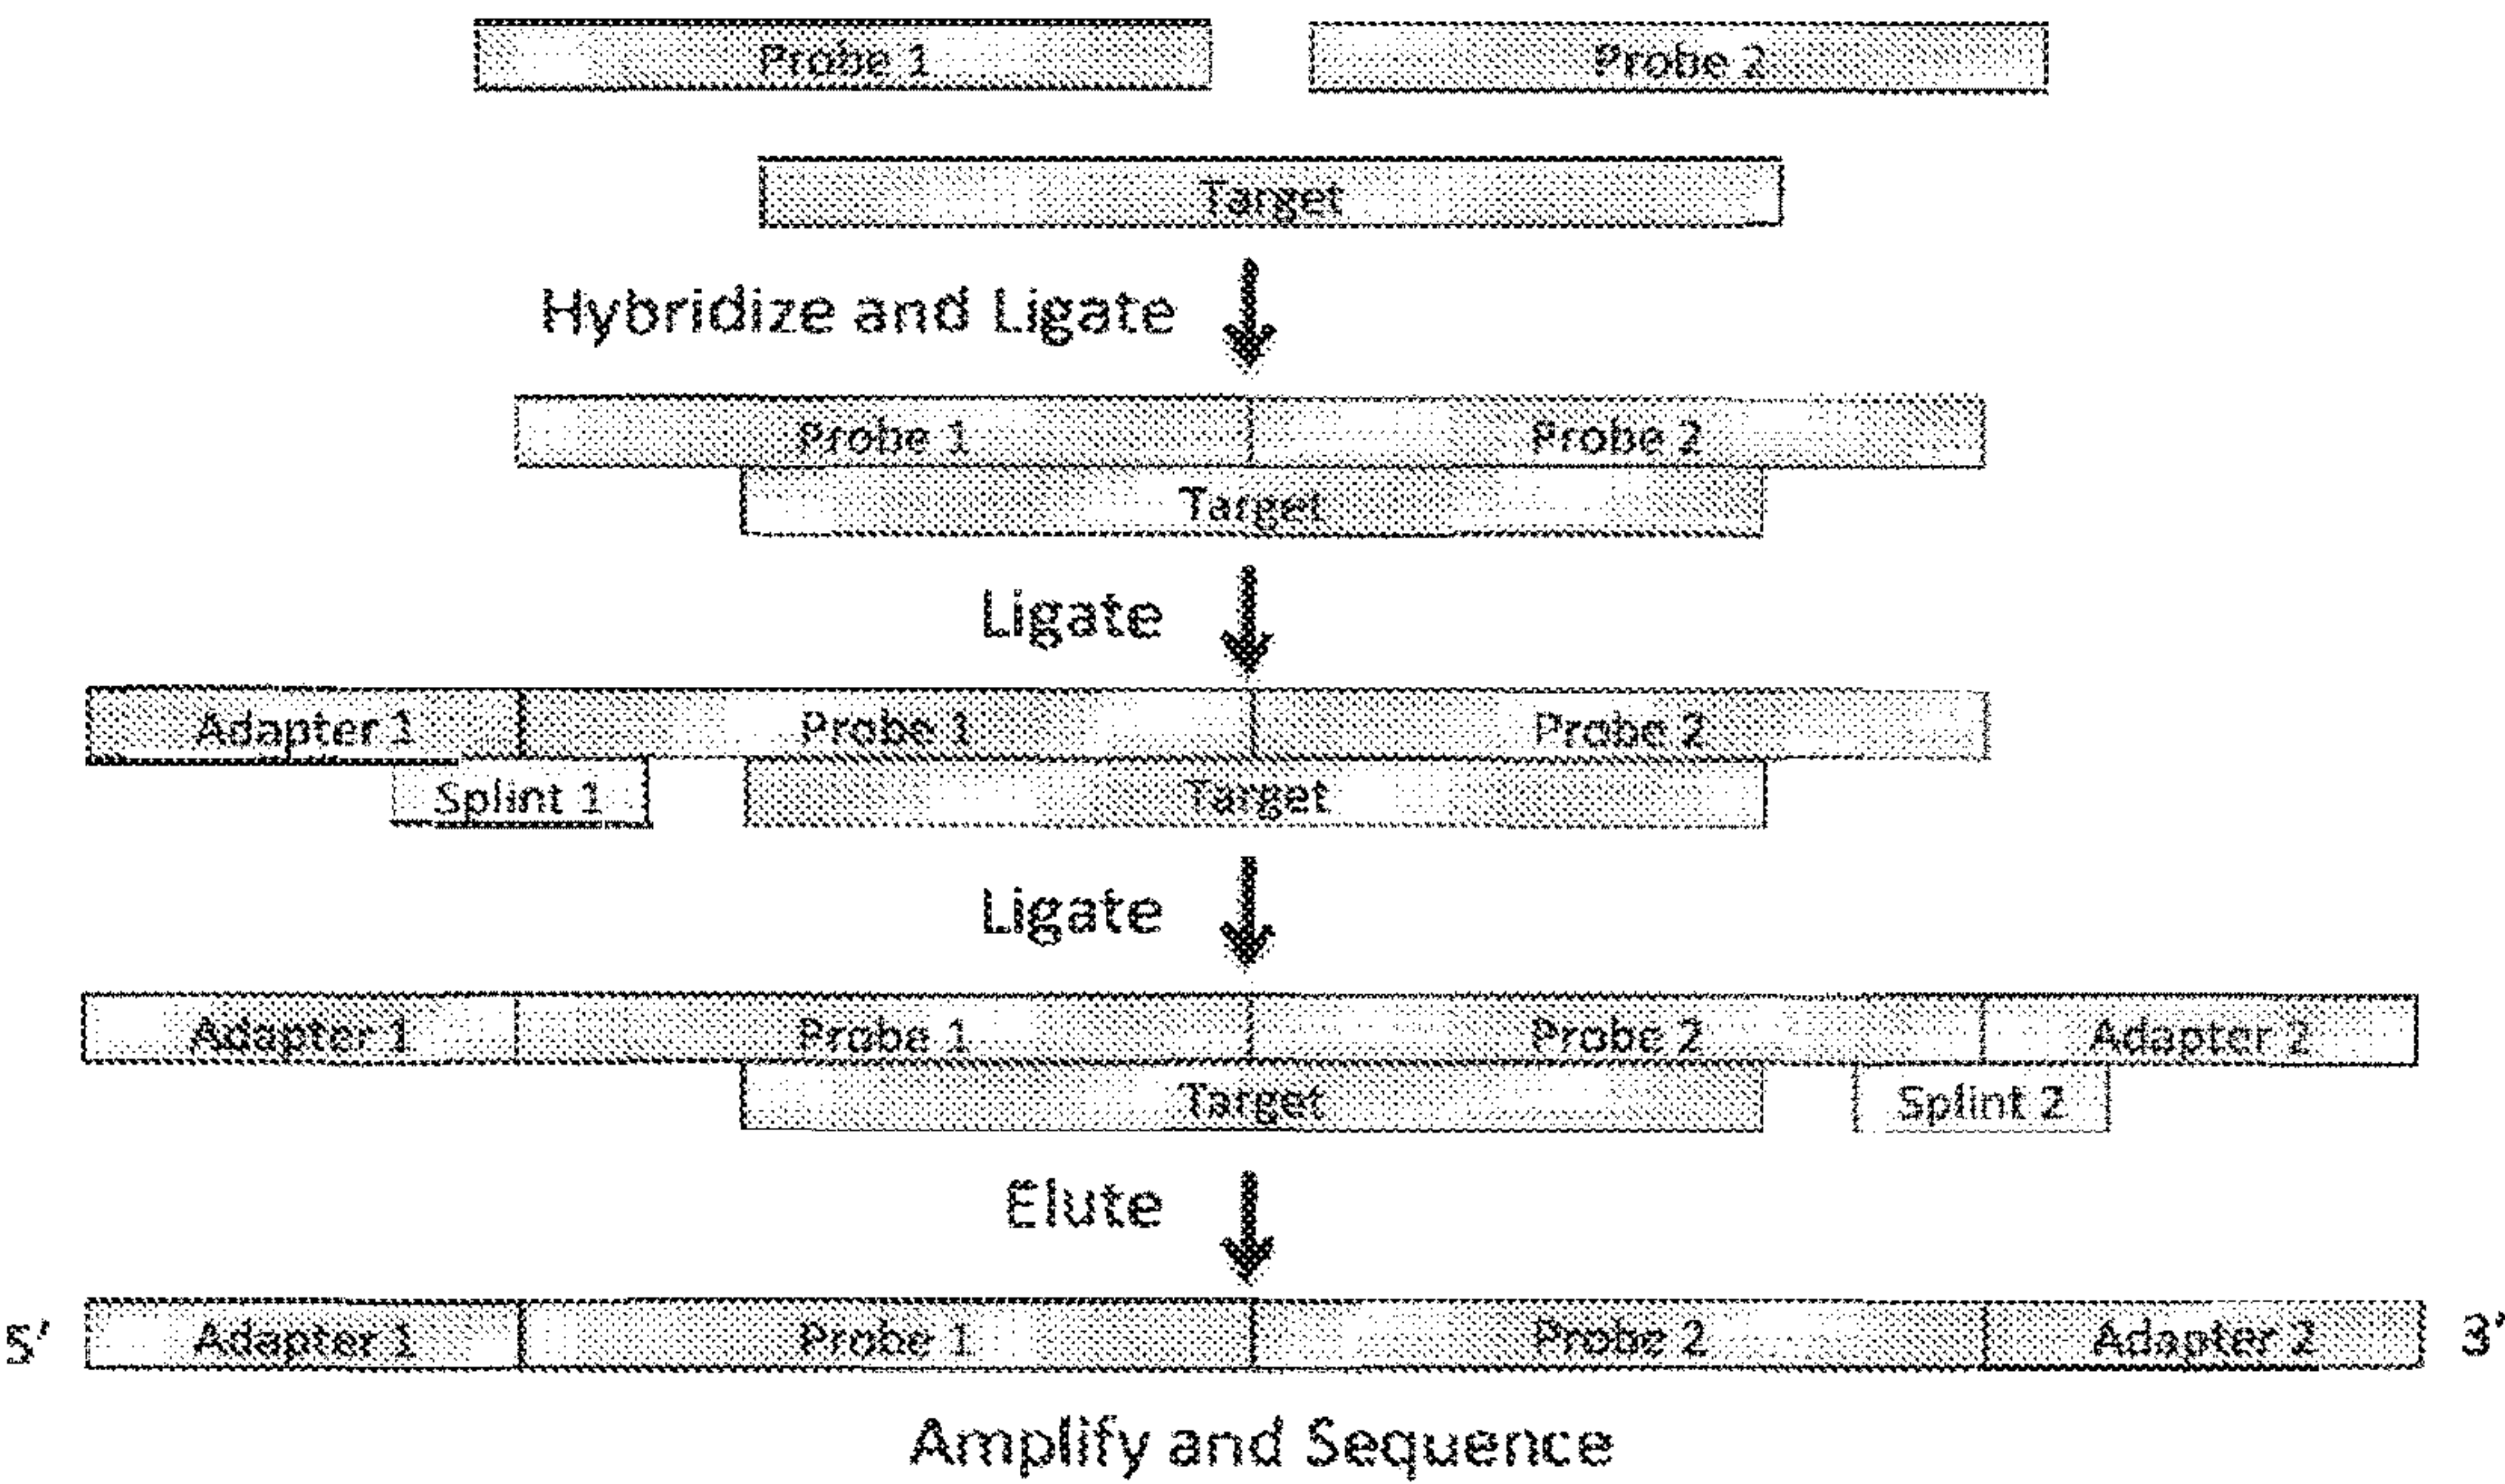 Probe 1 Probe 2
Target
Hybridize and Ligate
Probe 1 Probe 2
Target
Ligate
Adapter 1 Probe 1 Probe 2
Splint 1 Target
Ligate
Adapter 1 Probe 1 Probe 2 Adapter 2
Target Splint 2
Elute
5' Adapter 1 Probe 1 Probe 2 Adapter 2 3'
Amplify and Sequence